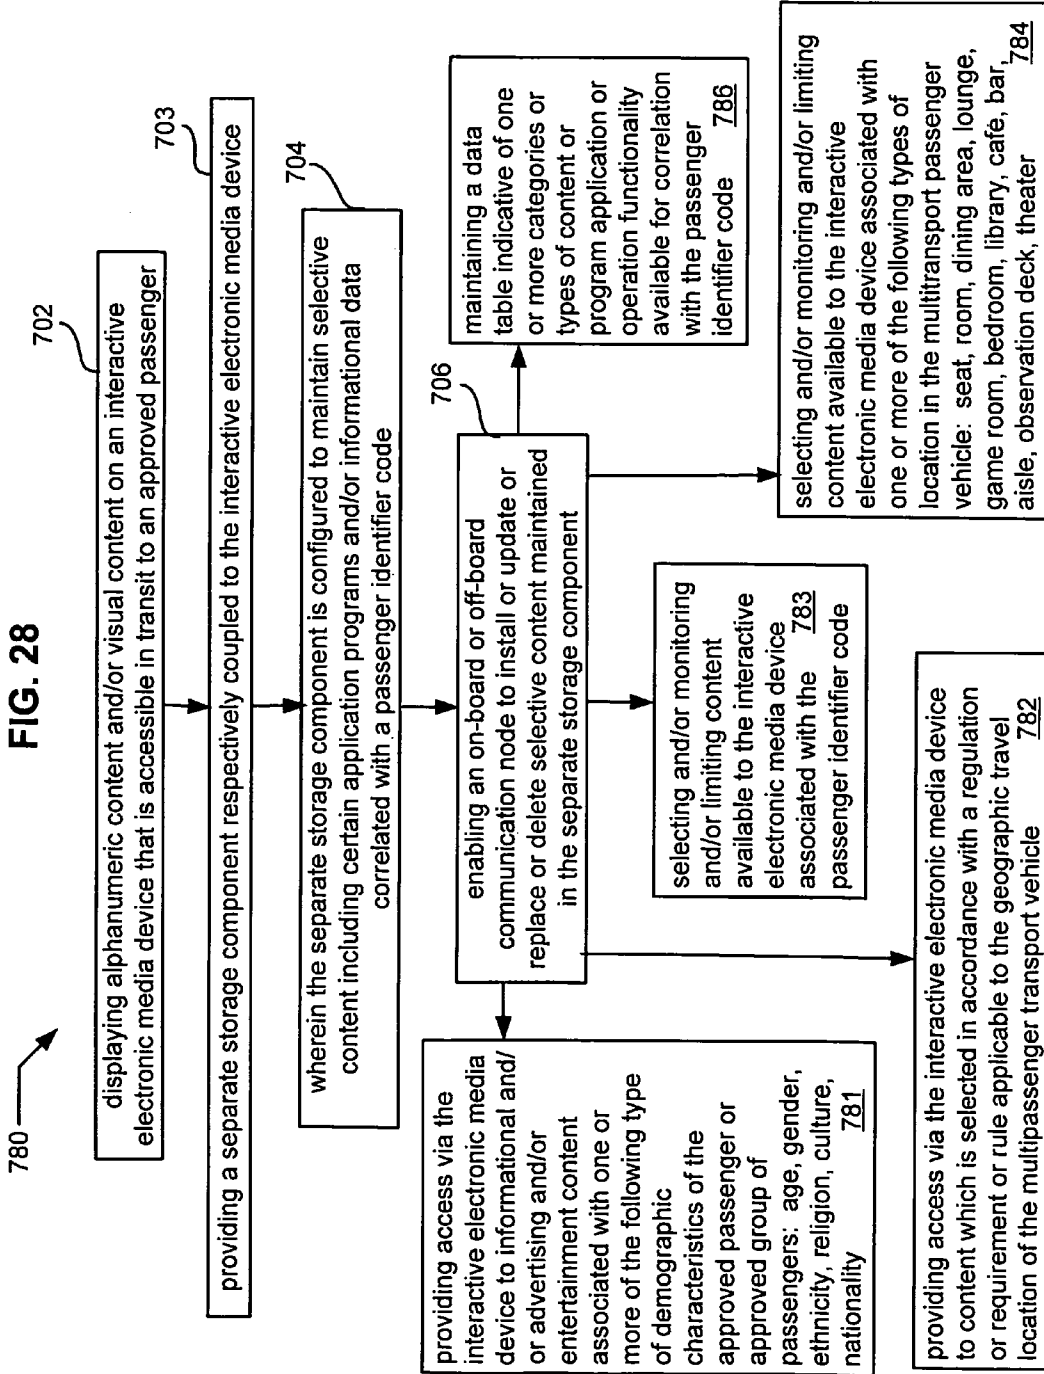 FIG. 28
780
702
displaying alphanumeric content and/or visual content on an interactive
electronic media device that is accessible in transit to an approved passenger
703
providing a separate storage component respectively coupled to the interactive electronic media device
704
wherein the separate storage component is configured to maintain selective
content including certain application programs and/or informational data
correlated with a passenger identifier code
706
enabling an on-board or off-board
communication node to install or update or
replace or delete selective content maintained
in the separate storage component
providing access via the
interactive electronic media
device to informational and/
or advertising and/or
entertainment content
associated with one or
more of the following type
of demographic
characteristics of the
approved passenger or
approved group of
passengers: age, gender,
ethnicity, religion, culture,
nationality 781
providing access via the interactive electronic media device
to content which is selected in accordance with a regulation
or requirement or rule applicable to the geographic travel
location of the multipassenger transport vehicle 782
selecting and/or monitoring
and/or limiting content
available to the interactive
electronic media device
associated with the 783
passenger identifier code
maintaining a data
table indicative of one
or more categories or
types of content or
program application or
operation functionality
available for correlation
with the passenger
identifier code 786
selecting and/or monitoring and/or limiting
content available to the interactive
electronic media device associated with
one or more of the following types of
location in the multitransport passenger
vehicle: seat, room, dining area, lounge,
game room, bedroom, library, café, bar,
aisle, observation deck, theater 784